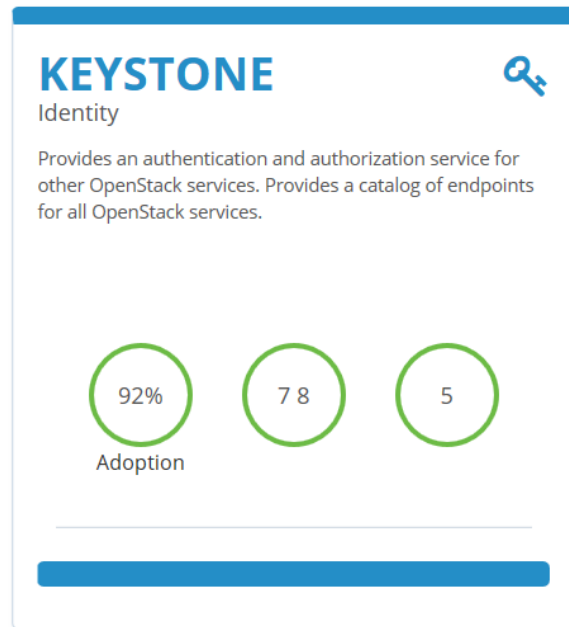 KEYSTONE
Identity
Provides an authentication and authorization service for
other OpenStack services. Provides a catalog of endpoints
for all OpenStack services.
92%
7 8
5
Adoption